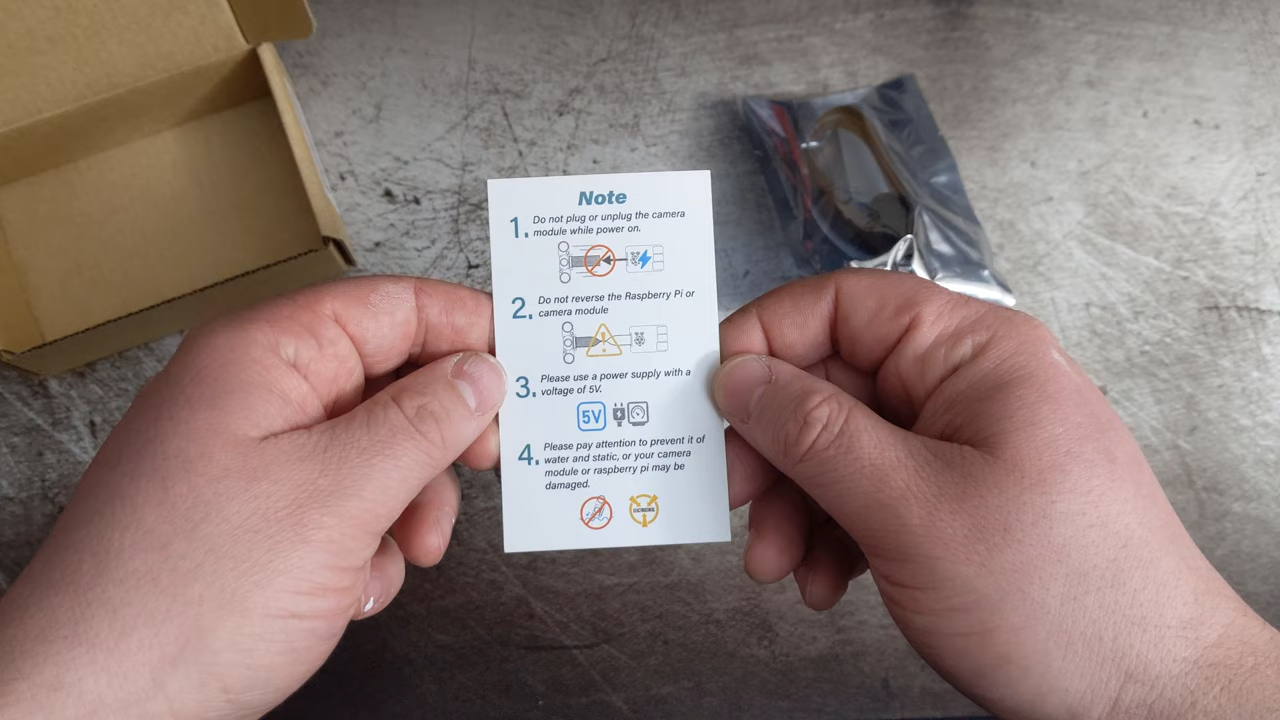 Note
1. Do not plug or unplug the camera
module while power on.
2. Do not reverse the Raspberry Pi or
camera module
3. Please use a power supply with a
voltage of 5V.
5V
4. Please pay attention to prevent it of
water and static, or your camera
module or raspberry pi may be
damaged.